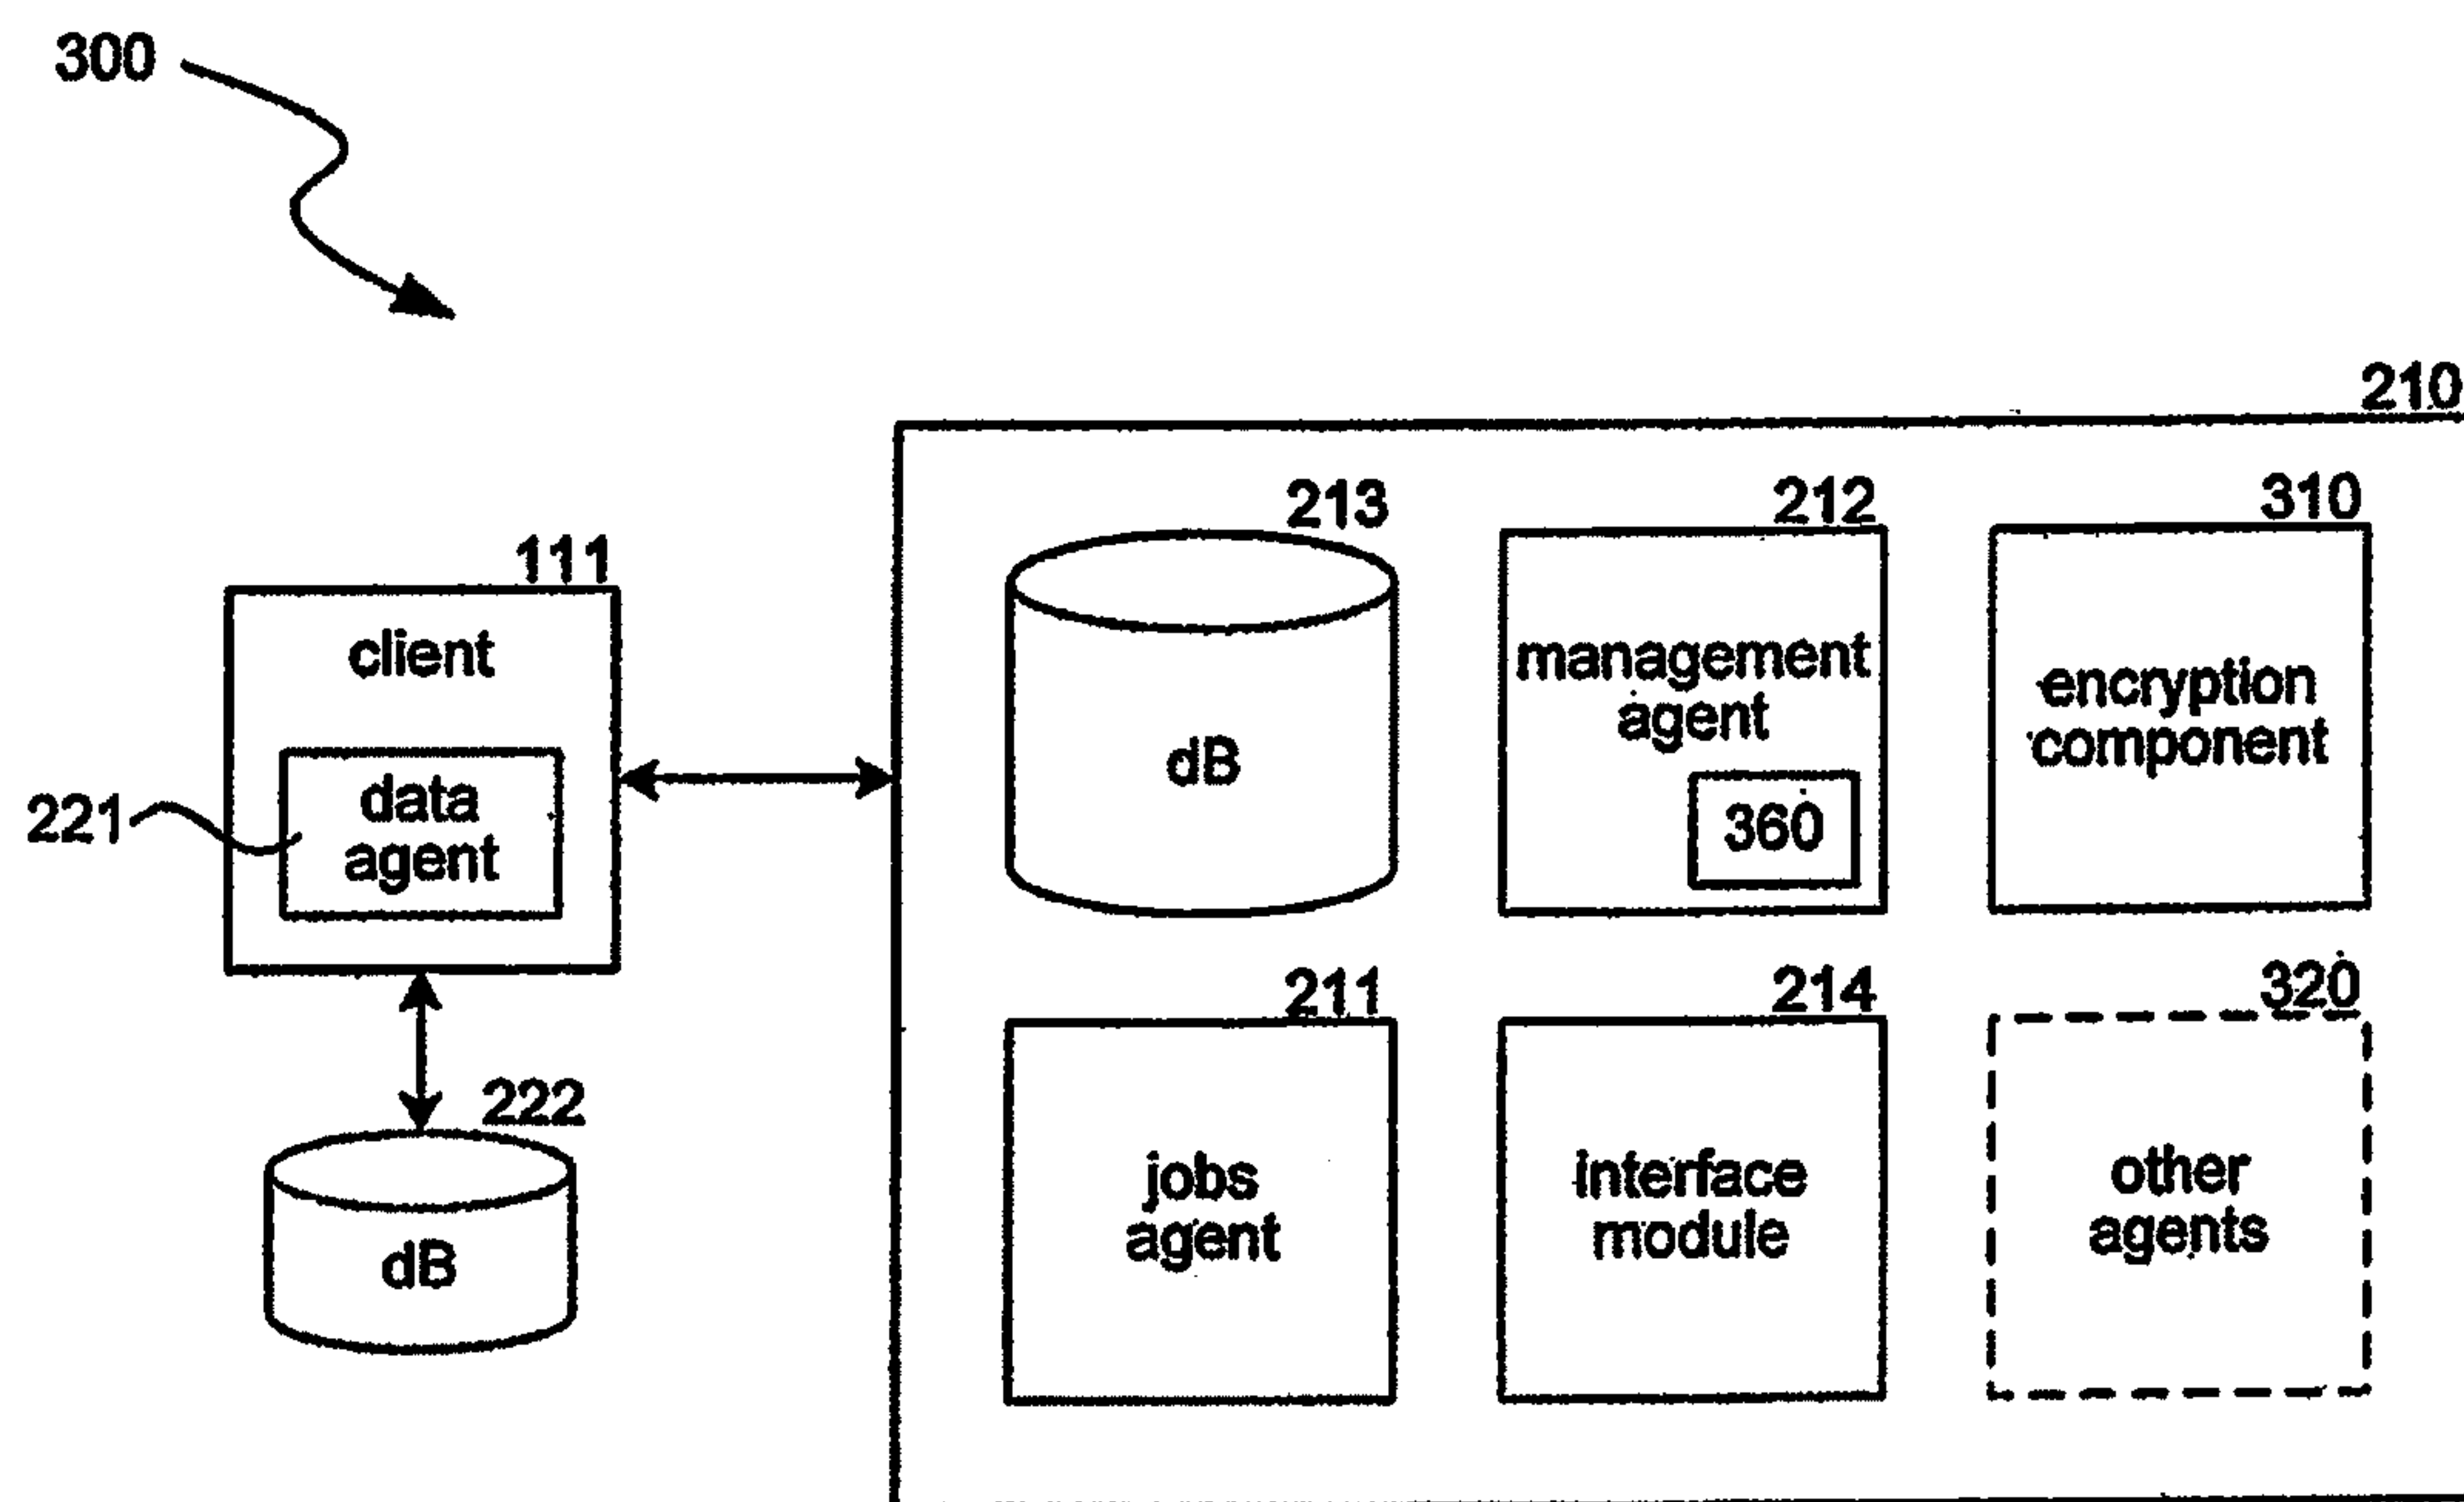 300
210
213
212
310
111
client
data
agent
221
dB
management
agent
360
encryption
component
222
dB
211
214
320
jobs
agent
interface
module
other
agents